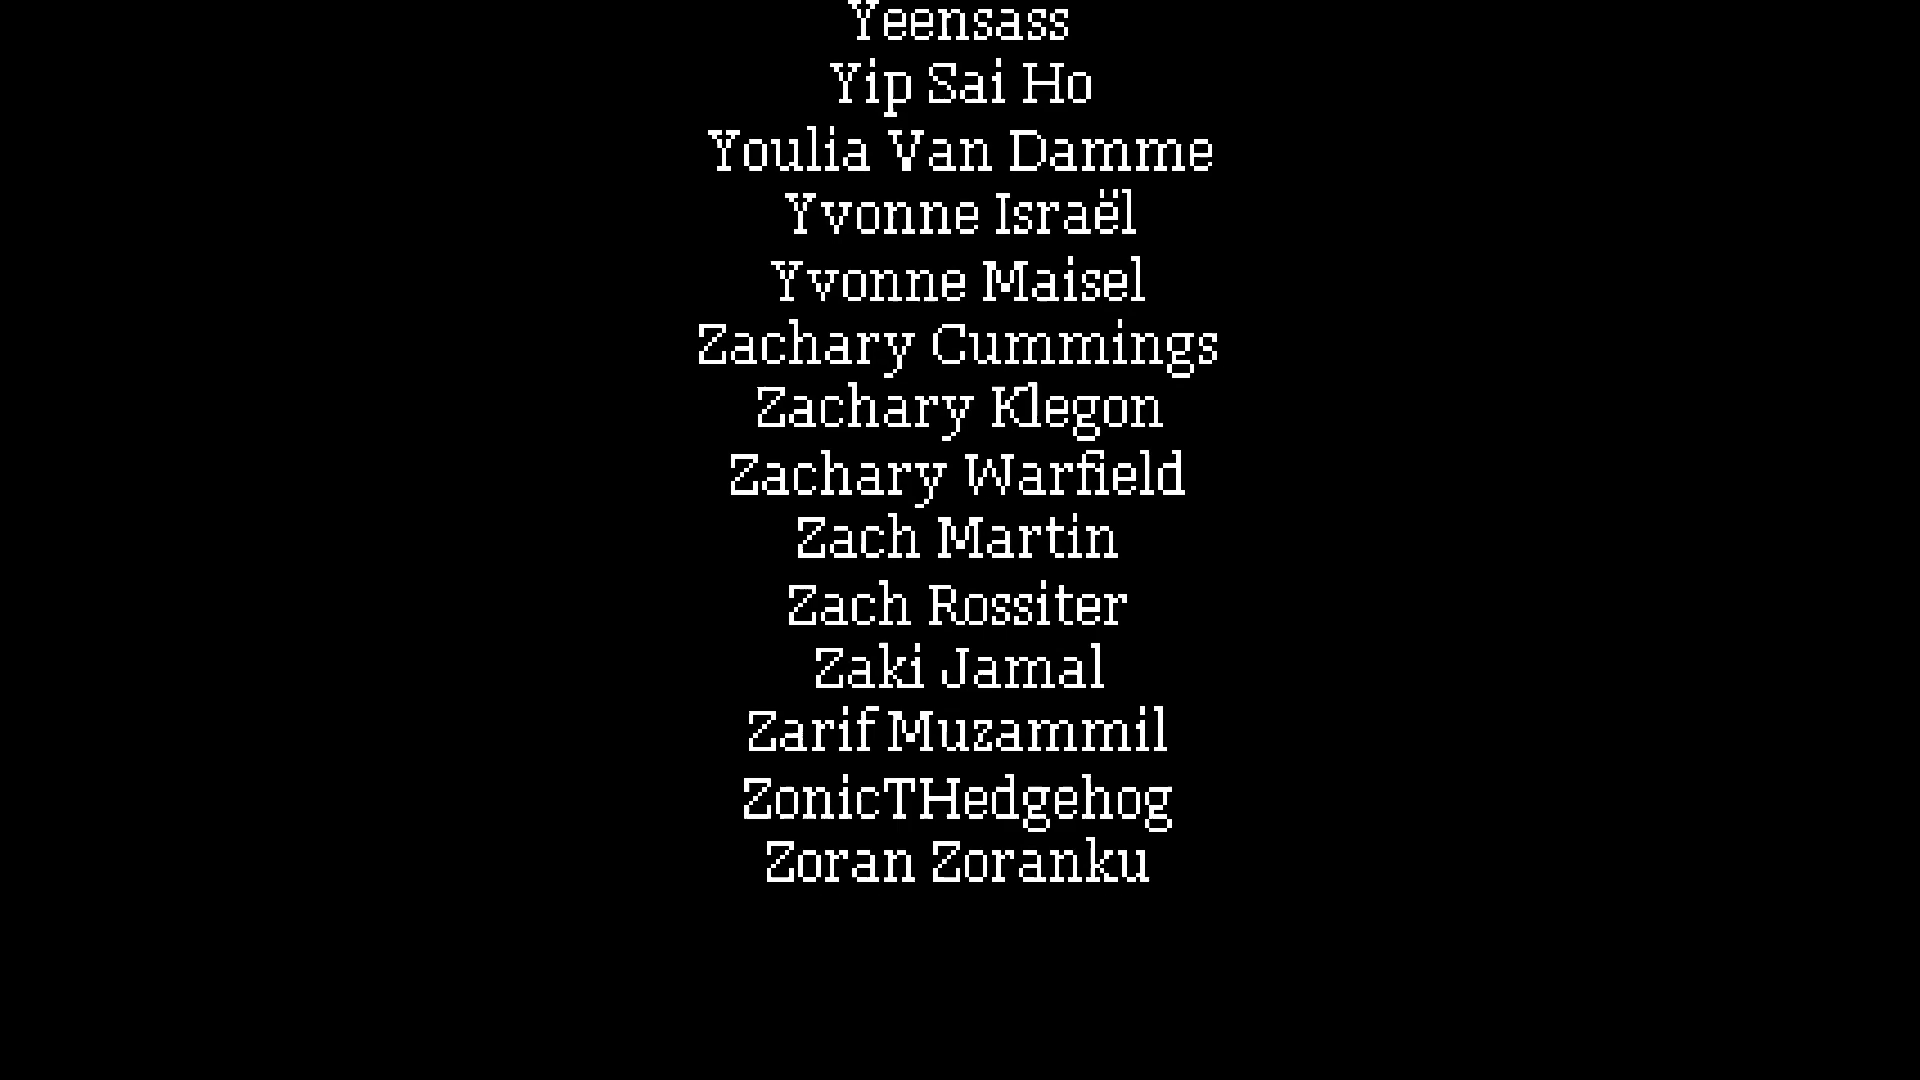 Yeensass
Yip Sai Ho
Youlia Van Damme
Yvonne Israël
Yvonne Maisel
Zachary Cummings
Zachary Klegon
Zachary Warfield
Zach Martin
Zach Rossiter
Zaki Jamal
Zarif Muzammil
ZonicTHedgehog
Zoran Zoranku